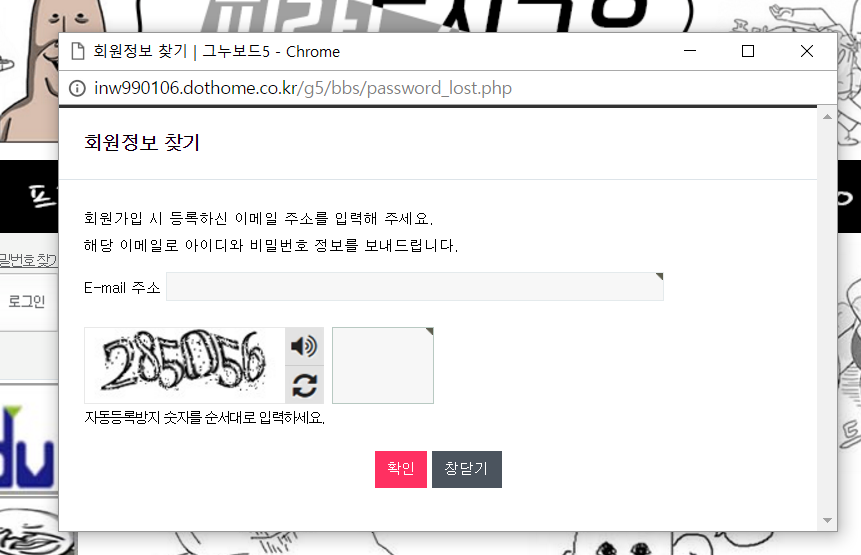 회원정보 찾기 | 그누보드5 - Chrome
inw990106.dothome.co.kr/g5/bbs/password_lost.php
회원정보 찾기
회원가입 시 등록하신 이메일 주소를 입력해 주세요.
해당 이메일로 아이디와 비밀번호 정보를 보내드립니다.
밀번호 찾기
E-mail 주소
로그인
285056
자동등록방지 숫자를 순서대로 입력하세요.
확인 창닫기
du